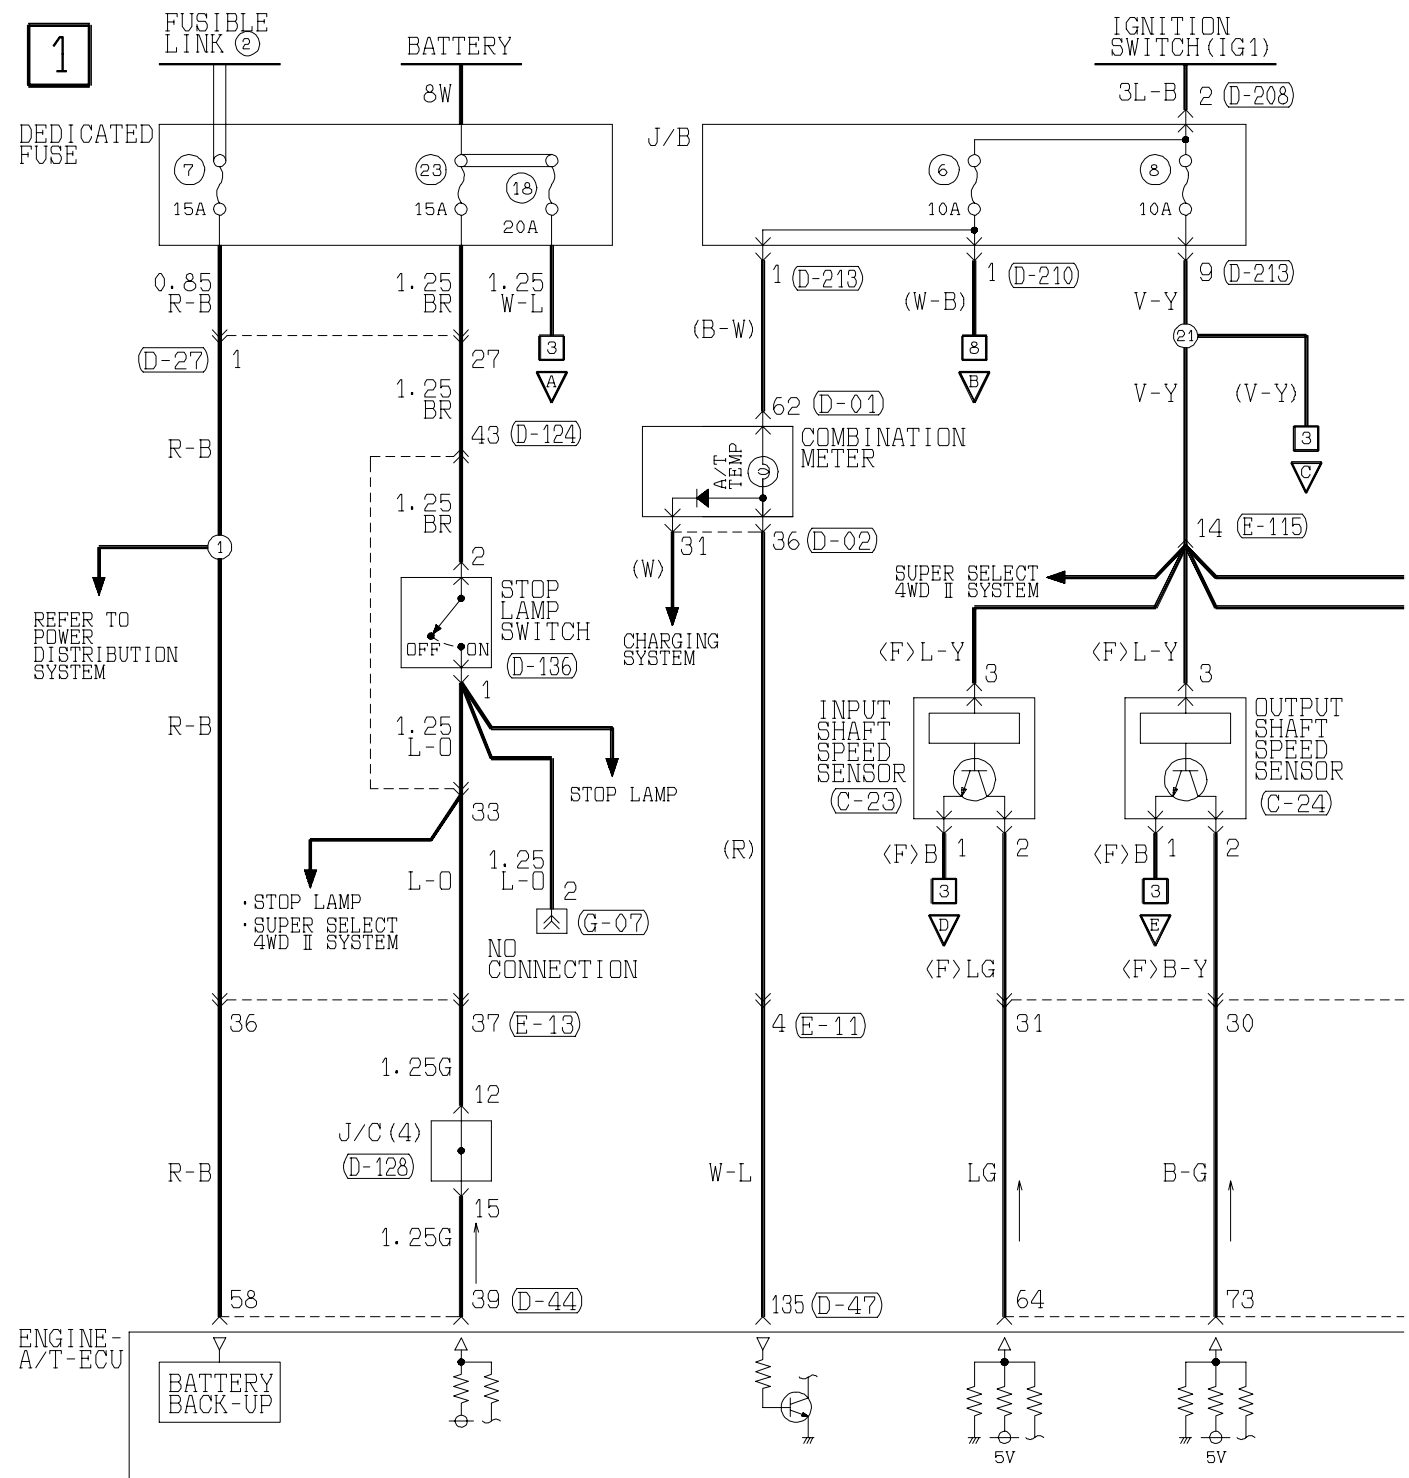 1
FUSIBLE
LINK 2
BATTERY
IGNITION
SWITCH(IG1)
8W
3L-B
2
D-208
DEDICATED
FUSE
J/B
7
15A
23
15A
18
20A
6
10A
8
10A
0.85
R-B
1.25
BR
1.25
W-L
1
D-213
(W-B)
1
D-210
V-Y
9
D-213
(B-W)
D-27
1
27
3
A
8
B
21
1.25
BR
V-Y
(V-Y)
62
D-01
43
D-124
3
C
R-B
COMBINATION
METER
A/T
TEMP
1.25
BR
31
36
D-02
14
E-115
1
2
(W)
SUPER SELECT
4WD II SYSTEM
STOP
LAMP
SWITCH
OFF
ON
D-136
REFER TO
POWER
DISTRIBUTION
SYSTEM
CHARGING
SYSTEM
<F>L-Y
3
<F>L-Y
3
1
R-B
1.25
L-O
INPUT
SHAFT
SPEED
SENSOR
C-23
OUTPUT
SHAFT
SPEED
SENSOR
C-24
STOP LAMP
33
(R)
<F>B
1
2
<F>B
1
2
1.25
L-O
2
L-O
3
D
3
E
·STOP LAMP
·SUPER SELECT
4WD II SYSTEM
G-07
NO
CONNECTION
<F>LG
<F>B-Y
36
37
E-13
4
E-11
31
30
1.25G
12
J/C(4)
D-128
R-B
W-L
LG
B-G
15
1.25G
58
39
D-44
135
D-47
64
73
ENGINE-
A/T-ECU
BATTERY
BACK-UP
5V
5V